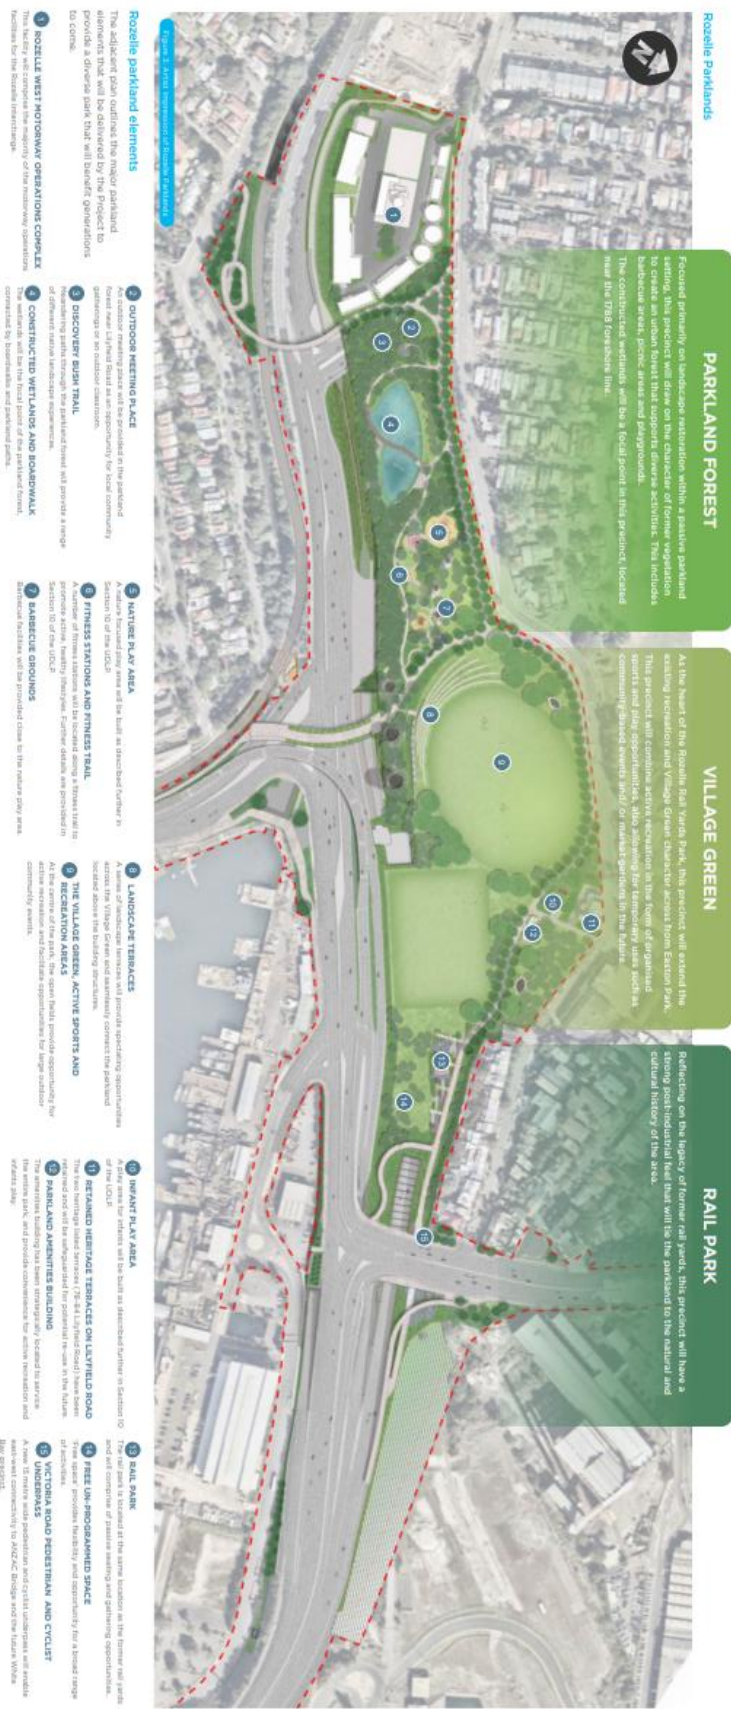 Rozelle Parklands
N
PARKLAND FOREST
Focused primarily on landscape restoration within a passive parkland
setting, this precinct will draw on the character of former vegetation
to create an urban forest that supports diverse activities. This includes
barbecue areas, picnic areas and playgrounds.
The constructed wetlands will be a focal point in this precinct, located
near the 1788 foreshore line.
VILLAGE GREEN
As the heart of the Rozelle Rail Yards Park, this precinct will extend the
existing recreation and Village Green character across from Easton Park.
This precinct will combine active recreation in the form of organised
sports and play opportunities, also allowing for temporary uses such as
community-based events and/ or market gardens in the future.
RAIL PARK
Reflecting on the legacy of former rail yards, this precinct will have a
strong post-industrial feel that will tie the parkland to the natural and
cultural history of the area.
1
2
3
4
5
6
7
8
9
10
11
12
13
14
15
Figure 2: Artist impression of Rozelle Parklands
Rozelle parkland elements
The adjacent plan outlines the major parkland
elements that will be delivered by the Project to
provide a diverse park that will benefit generations
to come.
1 ROZELLE WEST MOTORWAY OPERATIONS COMPLEX
This facility will comprise the majority of the motorway operations
facilities for the Rozelle Interchange.
2 OUTDOOR MEETING PLACE
An outdoor meeting place will be provided in the parkland
forest near Lilyfield Road as an opportunity for local community
gatherings or an outdoor classroom.
3 DISCOVERY BUSH TRAIL
Meandering paths through the parkland forest will provide a range
of different native landscape experiences.
4 CONSTRUCTED WETLANDS AND BOARDWALK
The wetlands will be the focal point of the parkland forest,
connected by boardwalks and parkland paths.
5 NATURE PLAY AREA
A nature focused play area will be built as described further in
Section 10 of the UDLP.
6 FITNESS STATIONS AND FITNESS TRAIL
A number of fitness stations will be located along a fitness trail to
promote active, healthy lifestyles. Further details are provided in
Section 10 of the UDLP.
7 BARBECUE GROUNDS
Barbecue facilities will be provided close to the nature play area.
8 LANDSCAPE TERRACES
A series of landscape terraces will provide spectating opportunities
across the Village Green and seamlessly connect the parkland
located above the building structures.
9 THE VILLAGE GREEN, ACTIVE SPORTS AND
RECREATION AREAS
At the centre of the park, the open fields provide opportunity for
active recreation and facilitate opportunities for large outdoor
community events.
10 INFANT PLAY AREA
A play area for infants will be built as described further in Section 10
of the UDLP.
11 RETAINED HERITAGE TERRACES ON LILYFIELD ROAD
The two heritage listed terraces (78-84 Lilyfield Road) have been
retained and will be safeguarded for potential re-use in the future.
12 PARKLAND AMENITIES BUILDING
The amenities building has been strategically located to service
the entire park, and provide convenience for active recreation and
infants play.
13 RAIL PARK
The rail park is located at the same location as the former rail yards
and will comprise of passive seating and gathering opportunities.
14 FREE UN-PROGRAMMED SPACE
'Free space' provides flexibility and opportunity for a broad range
of activities.
15 VICTORIA ROAD PEDESTRIAN AND CYCLIST
UNDERPASS
A new 15 metre wide pedestrian and cyclist underpass will enable
east-west connectivity to ANZAC Bridge and the future White
Bay precinct.